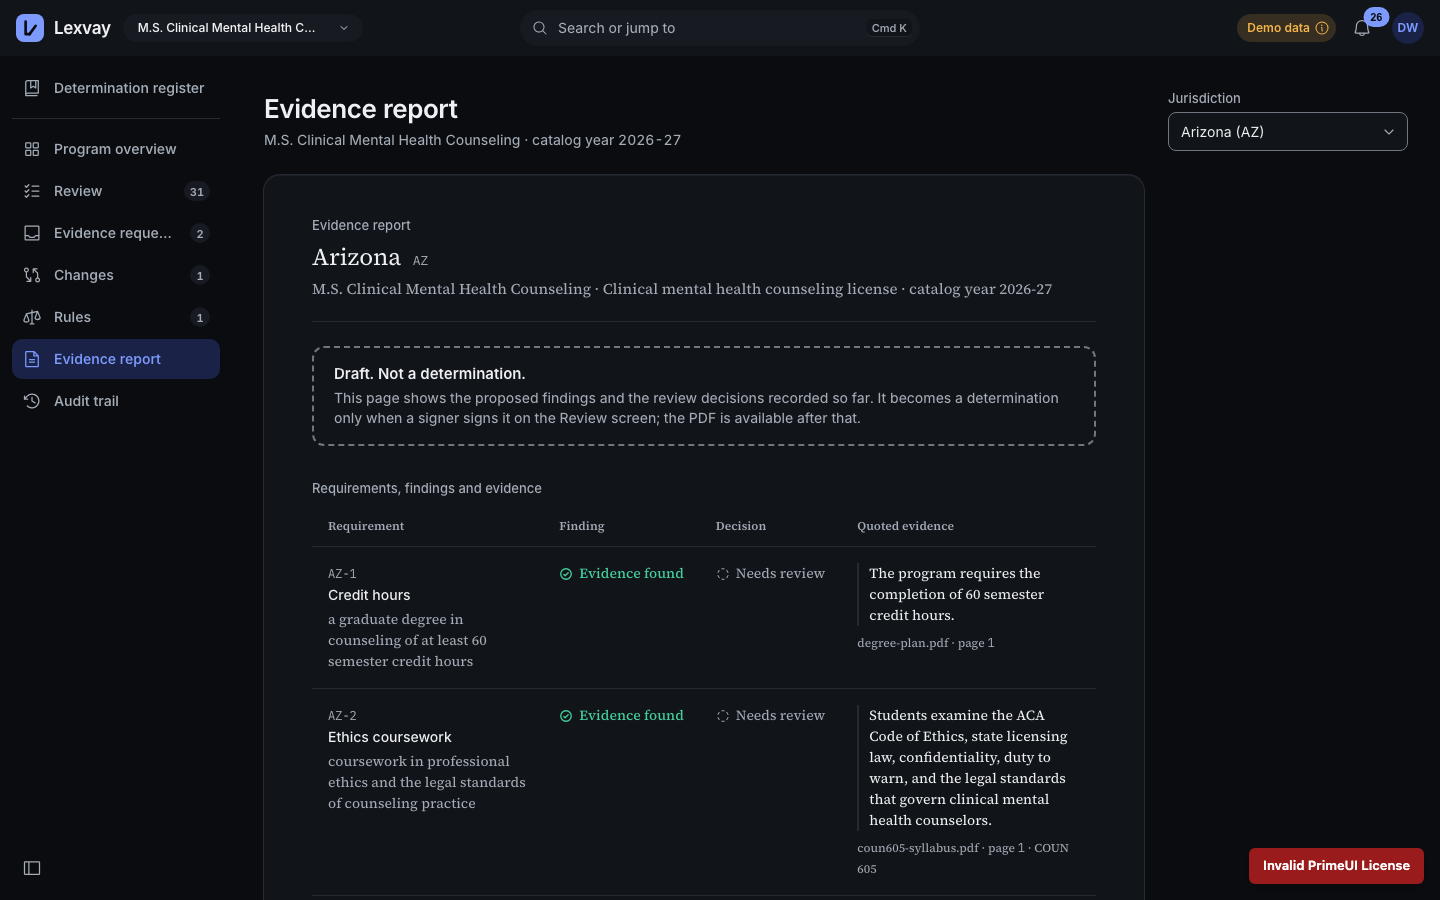 Lexvay
M.S. Clinical Mental Health C...
Search or jump to
Cmd K
Demo data
26
DW
Determination register
Program overview
Review
31
Evidence reque...
2
Changes
1
Rules
1
Evidence report
Audit trail
Evidence report
M.S. Clinical Mental Health Counseling · catalog year 2026-27
Jurisdiction
Arizona (AZ)
Evidence report
Arizona AZ
M.S. Clinical Mental Health Counseling · Clinical mental health counseling license · catalog year 2026-27
Draft. Not a determination.
This page shows the proposed findings and the review decisions recorded so far. It becomes a determination
only when a signer signs it on the Review screen; the PDF is available after that.
Requirements, findings and evidence
Requirement
Finding
Decision
Quoted evidence
AZ-1
Credit hours
a graduate degree in
counseling of at least 60
semester credit hours
Evidence found
Needs review
The program requires the
completion of 60 semester
credit hours.
degree-plan.pdf · page 1
AZ-2
Ethics coursework
coursework in professional
ethics and the legal standards
of counseling practice
Evidence found
Needs review
Students examine the ACA
Code of Ethics, state licensing
law, confidentiality, duty to
warn, and the legal standards
that govern clinical mental
health counselors.
coun605-syllabus.pdf · page 1 · COUN
605
Invalid PrimeUI License